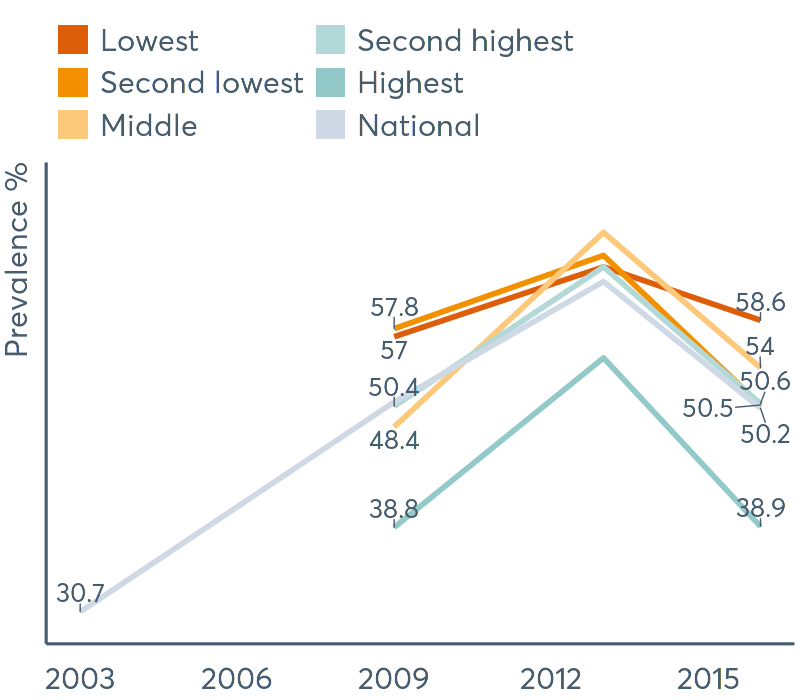 Lowest
Second lowest
Middle
Second highest
Highest
National
Prevalence %
57.8
57
50.4
48.4
38.8
30.7
58.6
54
50.6
50.5
50.2
38.9
2003 2006 2009 2012 2015